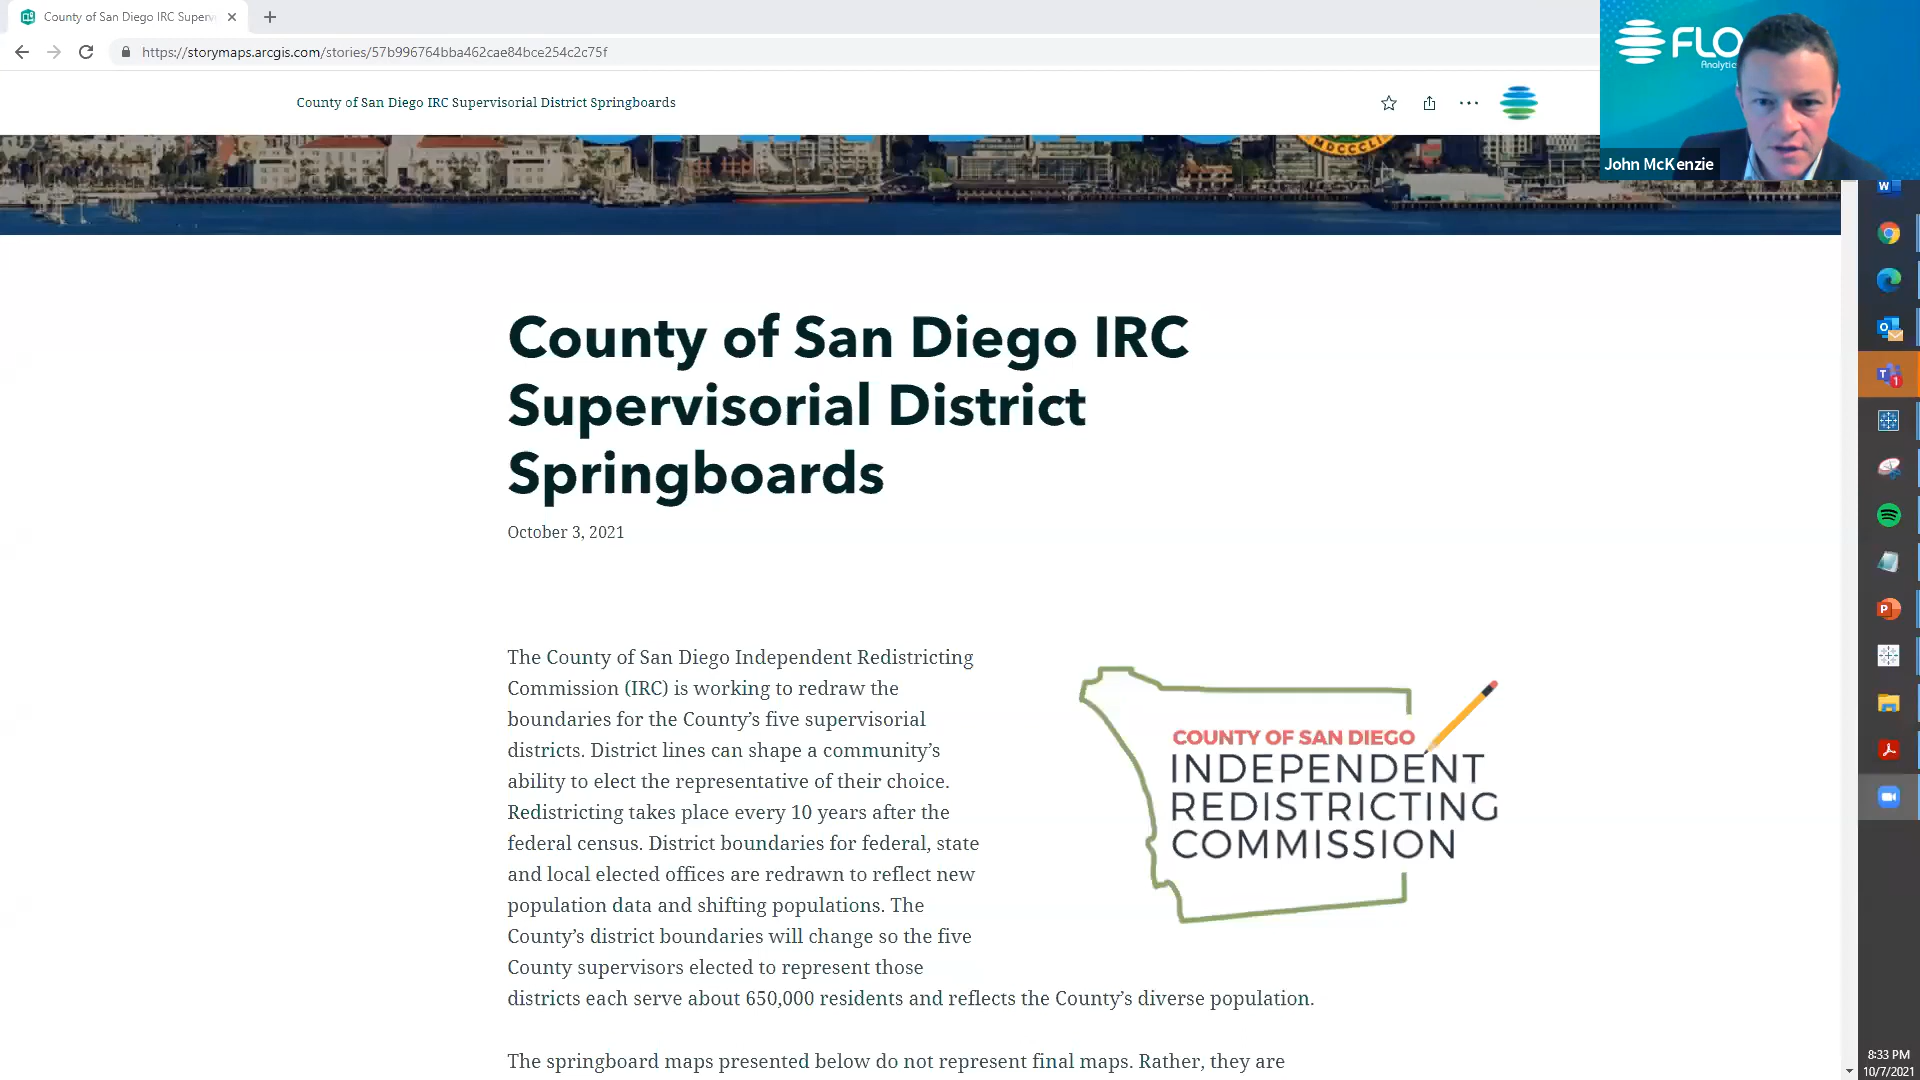 County of San Diego IRC Superv
https://storymaps.arcgis.com/stories/57b996764bba462cae84bce254c2c75f
FLO
Analytic
John McKenzie
County of San Diego IRC Supervisorial District Springboards
MDCCCLI
County of San Diego IRC
Supervisorial District
Springboards
October 3, 2021
The County of San Diego Independent Redistricting
Commission (IRC) is working to redraw the
boundaries for the County’s five supervisorial
districts. District lines can shape a community’s
ability to elect the representative of their choice.
Redistricting takes place every 10 years after the
federal census. District boundaries for federal, state
and local elected offices are redrawn to reflect new
population data and shifting populations. The
County’s district boundaries will change so the five
County supervisors elected to represent those
districts each serve about 650,000 residents and reflects the County’s diverse population.
COUNTY OF SAN DIEGO
INDEPENDENT
REDISTRICTING
COMMISSION
The springboard maps presented below do not represent final maps. Rather, they are
8:33 PM
10/7/2021